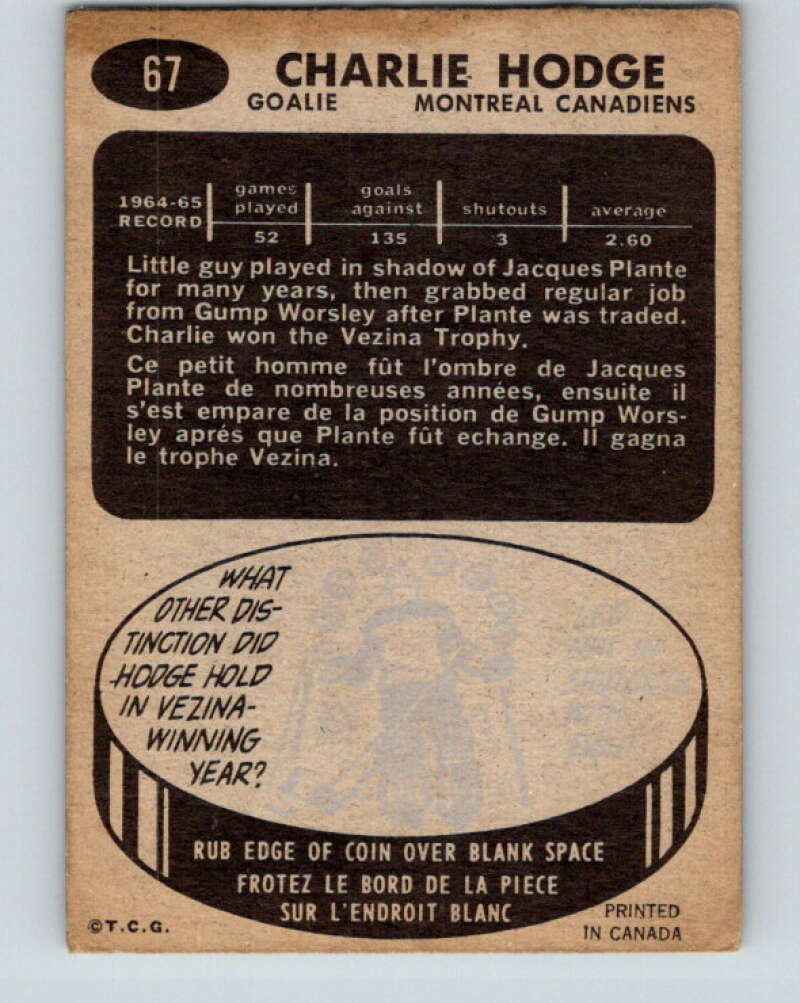 67
CHARLIE HODGE
GOALIE MONTREAL CANADIENS
1964-65 RECORD
games played goals against shutouts average
52 135 3 2.60
Little guy played in shadow of Jacques Plante
for many years, then grabbed regular job
from Gump Worsley after Plante was traded.
Charlie won the Vezina Trophy.
Ce petit homme fût l'ombre de Jacques
Plante de nombreuses années, ensuite il
s'est empare de la position de Gump Wors-
ley aprés que Plante fût echange. Il gagna
le trophe Vezina.
WHAT
OTHER DIS-
TINCTION DID
HODGE HOLD
IN VEZINA-
WINNING
YEAR?
RUB EDGE OF COIN OVER BLANK SPACE
FROTEZ LE BORD DE LA PIECE
SUR L'ENDROIT BLANC
©T.C.G.
PRINTED
IN CANADA